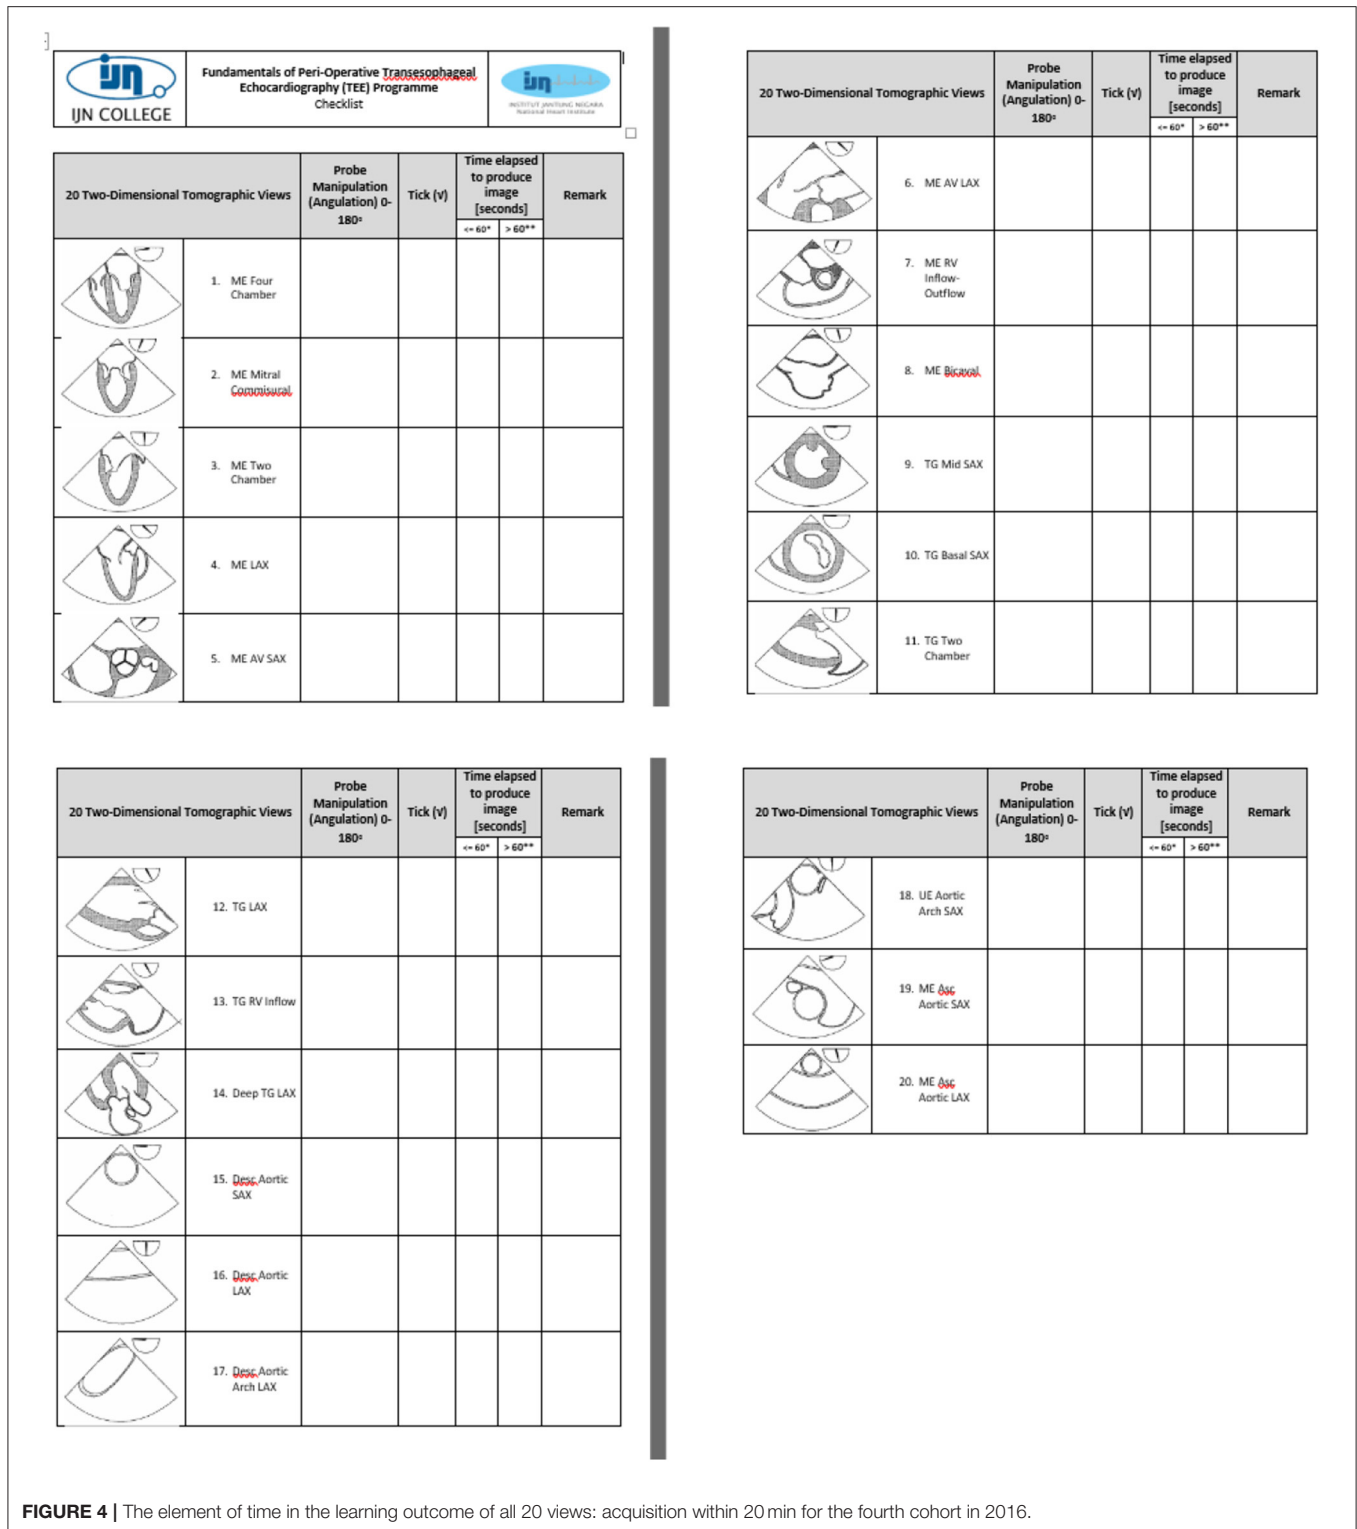 IJN COLLEGE
Fundamentals of Peri-Operative Transesophageal
Echocardiography (TEE) Programme
Checklist
ijn
INSTITUT JANTUNG NEGARA
National Heart Institute
20 Two-Dimensional Tomographic Views
Probe
Manipulation
(Angulation) 0-
180°
Tick (√)
Time elapsed
to produce
image
[seconds]
<= 60*
> 60**
Remark
1. ME Four
Chamber
2. ME Mitral
Commisural
3. ME Two
Chamber
4. ME LAX
5. ME AV SAX
20 Two-Dimensional Tomographic Views
Probe
Manipulation
(Angulation) 0-
180°
Tick (√)
Time elapsed
to produce
image
[seconds]
<= 60*
> 60**
Remark
6. ME AV LAX
7. ME RV
Inflow-
Outflow
8. ME Bicaval
9. TG Mid SAX
10. TG Basal SAX
11. TG Two
Chamber
20 Two-Dimensional Tomographic Views
Probe
Manipulation
(Angulation) 0-
180°
Tick (√)
Time elapsed
to produce
image
[seconds]
<= 60*
> 60**
Remark
12. TG LAX
13. TG RV Inflow
14. Deep TG LAX
15. Desc Aortic
SAX
16. Desc Aortic
LAX
17. Desc Aortic
Arch LAX
20 Two-Dimensional Tomographic Views
Probe
Manipulation
(Angulation) 0-
180°
Tick (√)
Time elapsed
to produce
image
[seconds]
<= 60*
> 60**
Remark
18. UE Aortic
Arch SAX
19. ME Asc
Aortic SAX
20. ME Asc
Aortic LAX
FIGURE 4 | The element of time in the learning outcome of all 20 views: acquisition within 20 min for the fourth cohort in 2016.